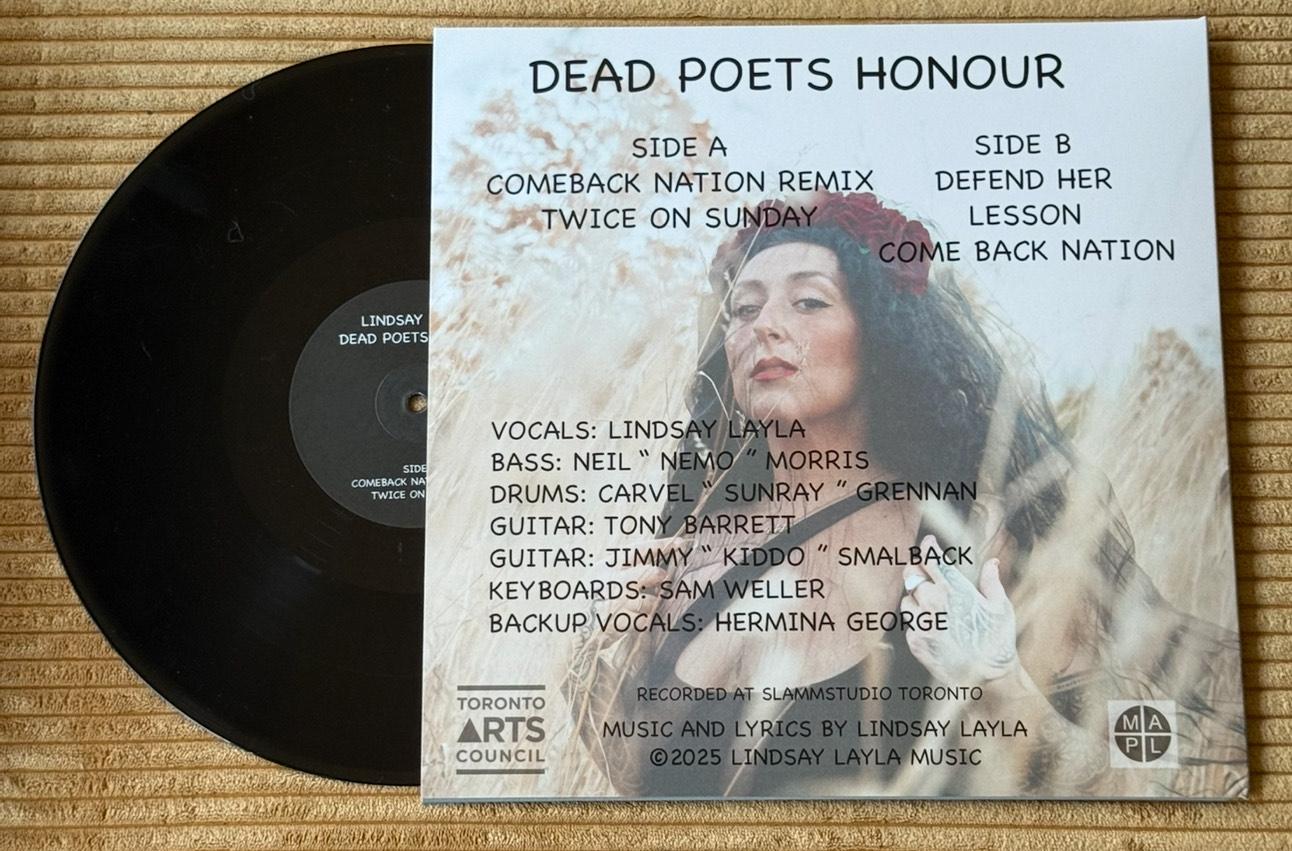 DEAD POETS HONOUR
SIDE A
COMEBACK NATION REMIX
TWICE ON SUNDAY
SIDE B
DEFEND HER
LESSON
COME BACK NATION
VOCALS: LINDSAY LAYLA
BASS: NEIL “ NEMO ” MORRIS
DRUMS: CARVEL “ SUNRAY ” GRENNAN
GUITAR: TONY BARRETT
GUITAR: JIMMY “ KIDDO ” SMALBACK
KEYBOARDS: SAM WELLER
BACKUP VOCALS: HERMINA GEORGE
RECORDED AT SLAMMSTUDIO TORONTO
MUSIC AND LYRICS BY LINDSAY LAYLA
©2025 LINDSAY LAYLA MUSIC
TORONTO
ARTS
COUNCIL
M A
P L
LINDSAY
DEAD POETS
SIDE
COMEBACK NA
TWICE ON